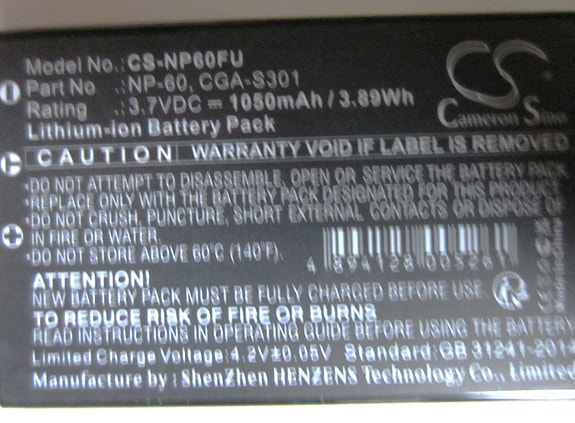 Model No.:CS-NP60FU
Part No .:NP-60, CGA-S301
Rating .:3.7VDC = 1050mAh / 3.89Wh
Lithium-ion Battery Pack
CS
Cameron Sino
CAUTION WARRANTY VOID IF LABEL IS REMOVED
•DO NOT ATTEMPT TO DISASSEMBLE, OPEN OR SERVICE THE BATTERY PACK
•REPLACE ONLY WITH THE BATTERY PACK DESIGNATED FOR THIS PRODUCT
•DO NOT CRUSH, PUNCTURE, SHORT EXTERNAL CONTACTS OR DISPOSE OF
IN FIRE OR WATER.
•DO NOT STORE ABOVE 60°C (140°F).
4 894128 003281
ATTENTION!
NEW BATTERY PACK MUST BE FULLY CHARGED BEFORE USE
TO REDUCE RISK OF FIRE OR BURNS
READ INSTRUCTIONS IN OPERATING GUIDE BEFORE USING THE BATTERY
Limited Charge Voltage:4.2V±0.05V Standard: GB 31241-2014
Manufacture by : ShenZhen HENZENS Technology Co., Limited